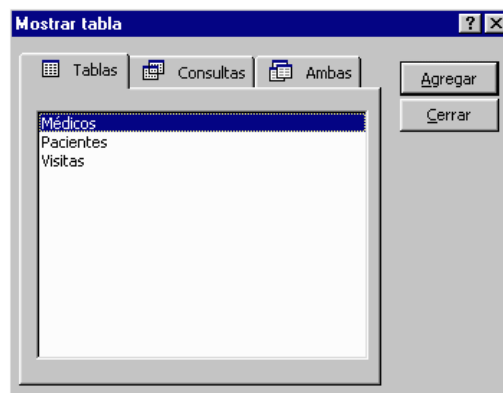 Mostrar tabla
Tablas Consultas Ambas
Agregar
Cerrar
Médicos
Pacientes
Visitas